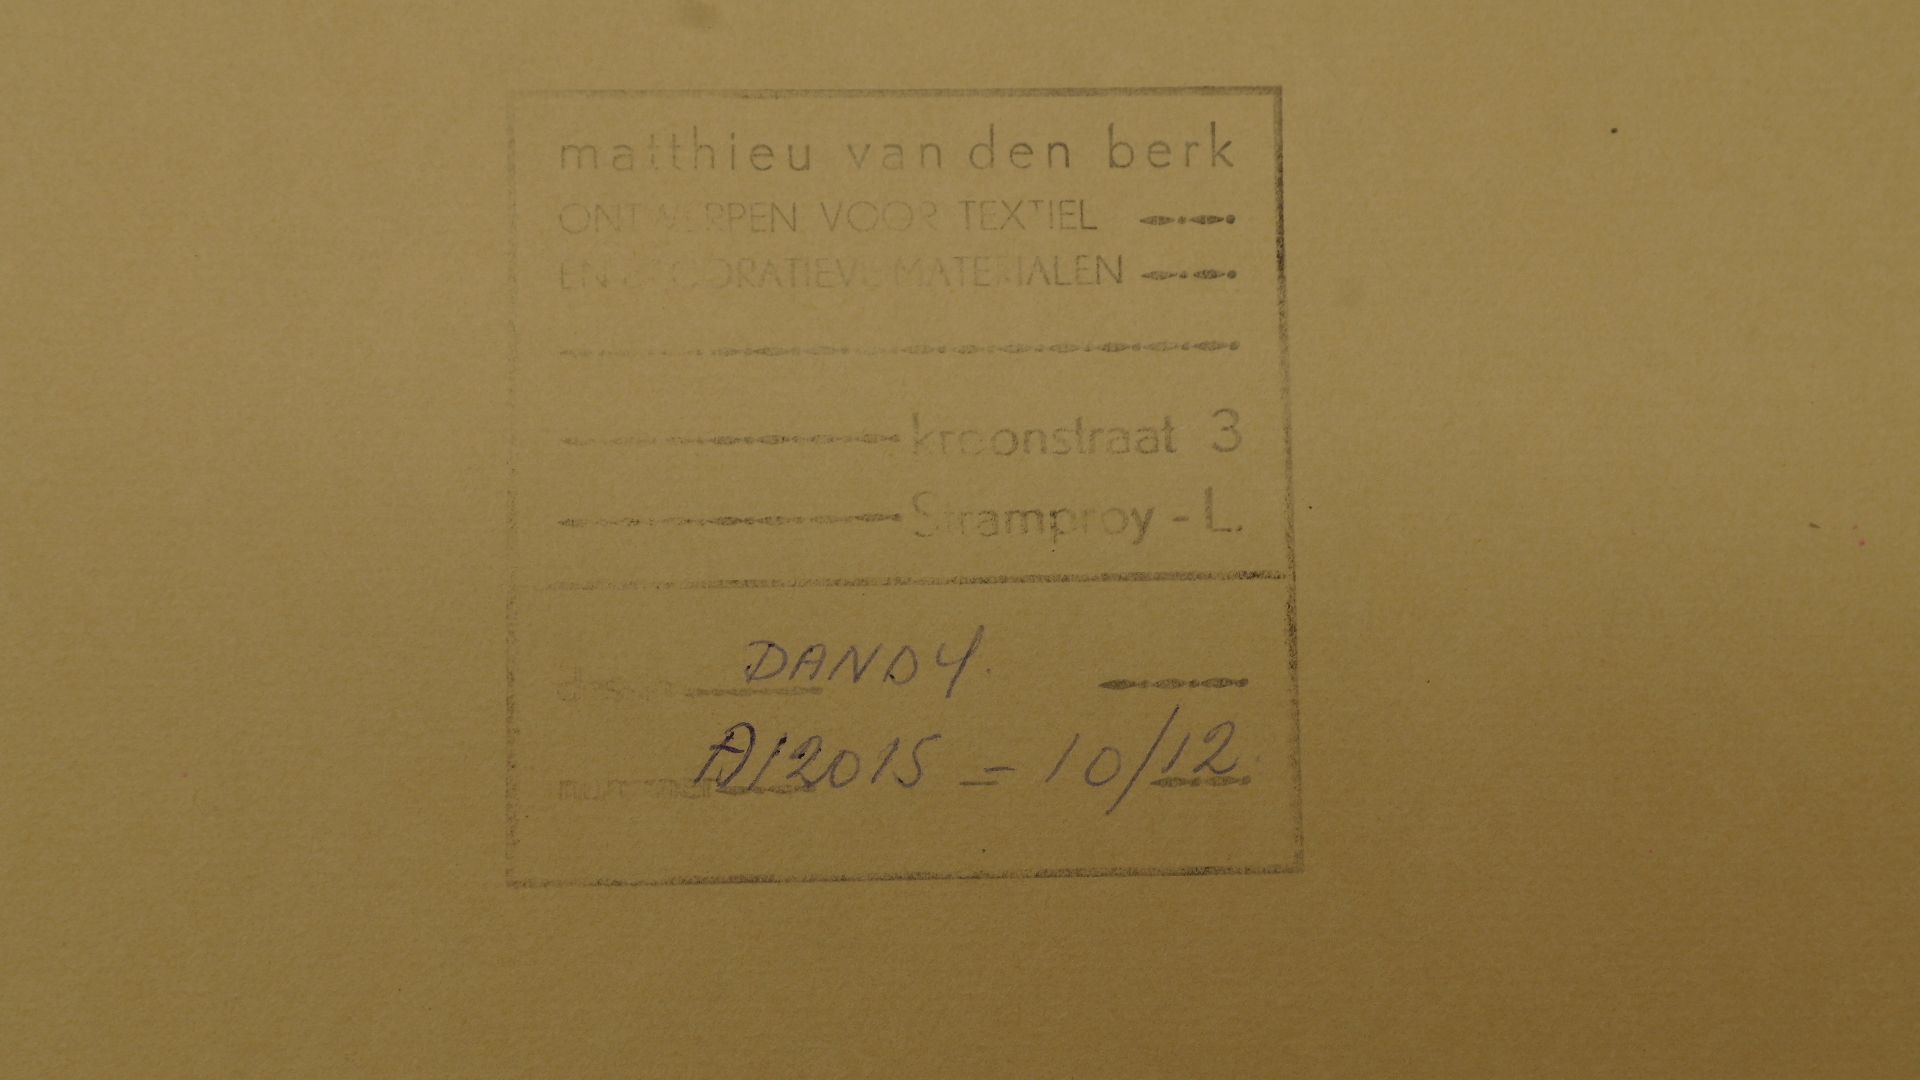 matthieu van den berk
ONTWERPEN VOOR TEXTIEL
EN DECORATIEVE MATERIALEN
kroonstraat 3
Stramproy - L.
dessin DANDY.
nummer A12015 = 10/12.